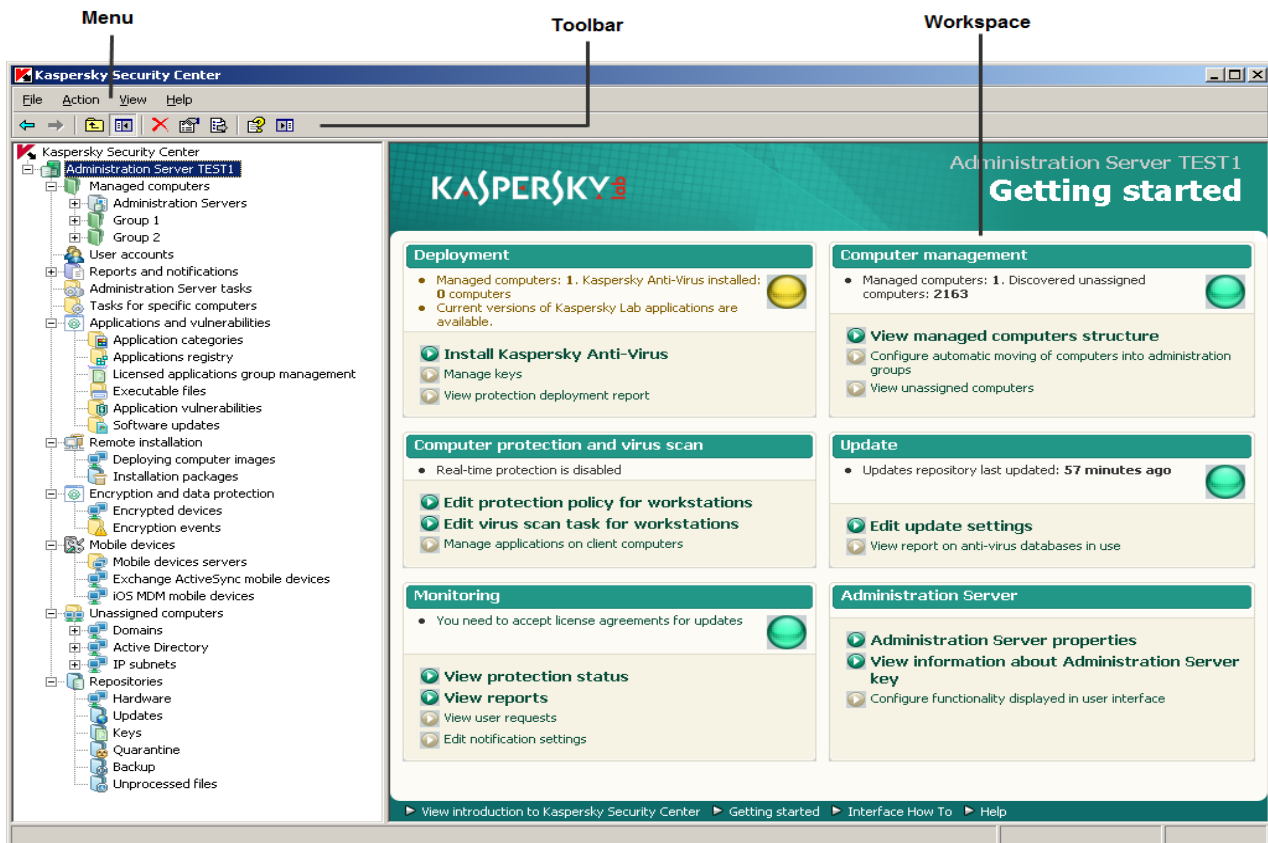 Menu
Toolbar
Workspace
Kaspersky Security Center
File Action View Help
Kaspersky Security Center
Administration Server TEST1
Managed computers
Administration Servers
Group 1
Group 2
User accounts
Reports and notifications
Administration Server tasks
Tasks for specific computers
Applications and vulnerabilities
Application categories
Applications registry
Licensed applications group management
Executable files
Application vulnerabilities
Software updates
Remote installation
Deploying computer images
Installation packages
Encryption and data protection
Encrypted devices
Encryption events
Mobile devices
Mobile devices servers
Exchange ActiveSync mobile devices
iOS MDM mobile devices
Unassigned computers
Domains
Active Directory
IP subnets
Repositories
Hardware
Updates
Keys
Quarantine
Backup
Unprocessed files
KASPERSKY lab
Administration Server TEST1
Getting started
Deployment
• Managed computers: 1. Kaspersky Anti-Virus installed:
0 computers
• Current versions of Kaspersky Lab applications are
available.
Install Kaspersky Anti-Virus
Manage keys
View protection deployment report
Computer management
• Managed computers: 1. Discovered unassigned
computers: 2163
View managed computers structure
Configure automatic moving of computers into administration
groups
View unassigned computers
Computer protection and virus scan
• Real-time protection is disabled
Edit protection policy for workstations
Edit virus scan task for workstations
Manage applications on client computers
Update
• Updates repository last updated: 57 minutes ago
Edit update settings
View report on anti-virus databases in use
Monitoring
• You need to accept license agreements for updates
View protection status
View reports
View user requests
Edit notification settings
Administration Server
Administration Server properties
View information about Administration Server
key
Configure functionality displayed in user interface
View introduction to Kaspersky Security Center Getting started Interface How To Help